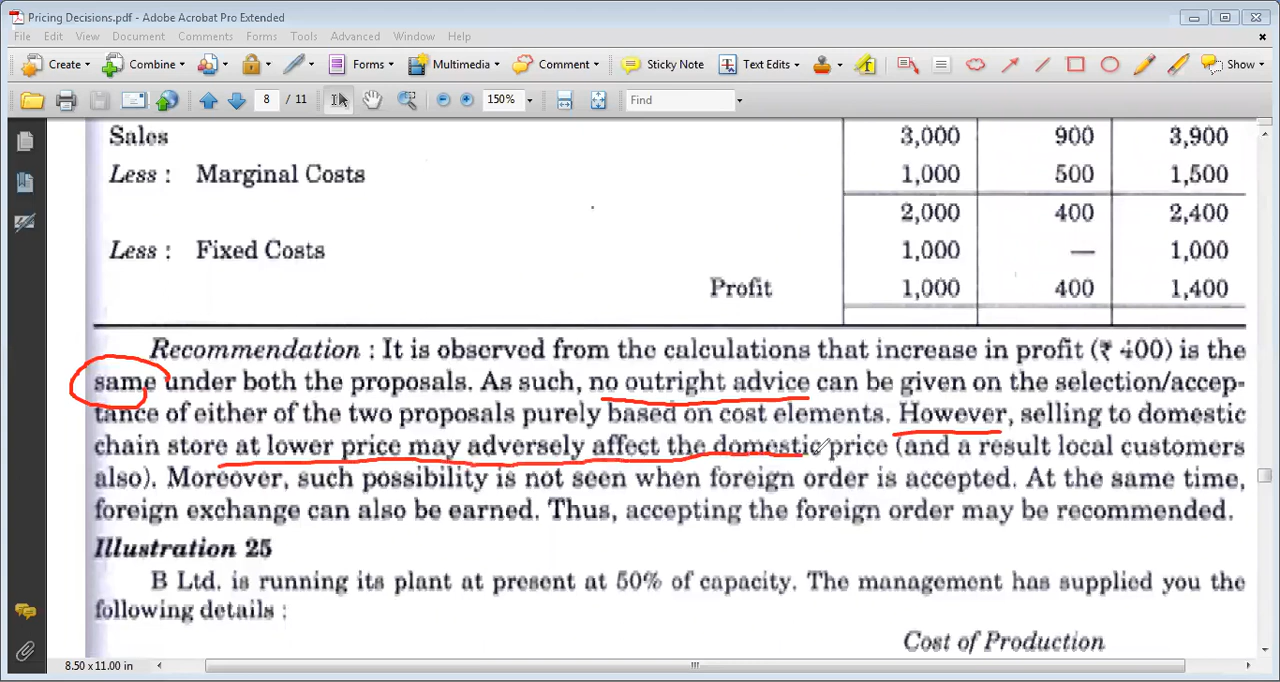 Pricing Decisions.pdf - Adobe Acrobat Pro Extended
File Edit View Document Comments Forms Tools Advanced Window Help
Create Combine Forms Multimedia Comment Sticky Note Text Edits Show
8 / 11 150% Find
Sales 3,000 900 3,900
Less : Marginal Costs 1,000 500 1,500
2,000 400 2,400
Less : Fixed Costs 1,000 — 1,000
Profit 1,000 400 1,400
Recommendation : It is observed from the calculations that increase in profit (₹ 400) is the
same under both the proposals. As such, no outright advice can be given on the selection/accep-
tance of either of the two proposals purely based on cost elements. However, selling to domestic
chain store at lower price may adversely affect the domestic price (and a result local customers
also). Moreover, such possibility is not seen when foreign order is accepted. At the same time,
foreign exchange can also be earned. Thus, accepting the foreign order may be recommended.
Illustration 25
B Ltd. is running its plant at present at 50% of capacity. The management has supplied you the
following details :
Cost of Production
8.50 x 11.00 in